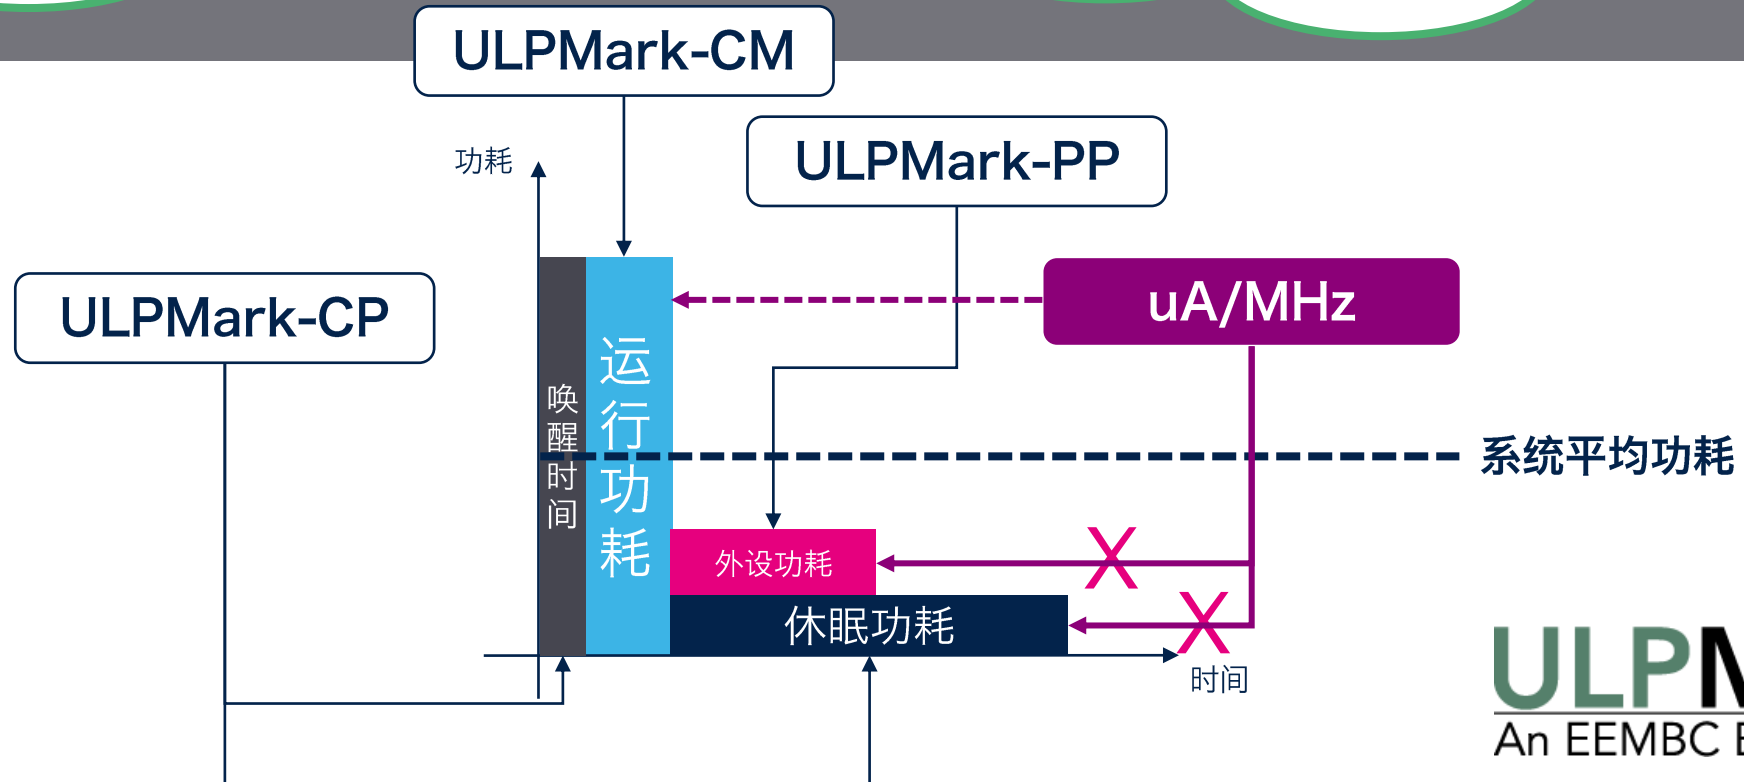 ULPMark-CM
功耗
ULPMark-PP
ULPMark-CP
uA/MHz
唤醒时间
运行功耗
系统平均功耗
外设功耗
X
休眠功耗
X
时间
ULPM
An EEMBC